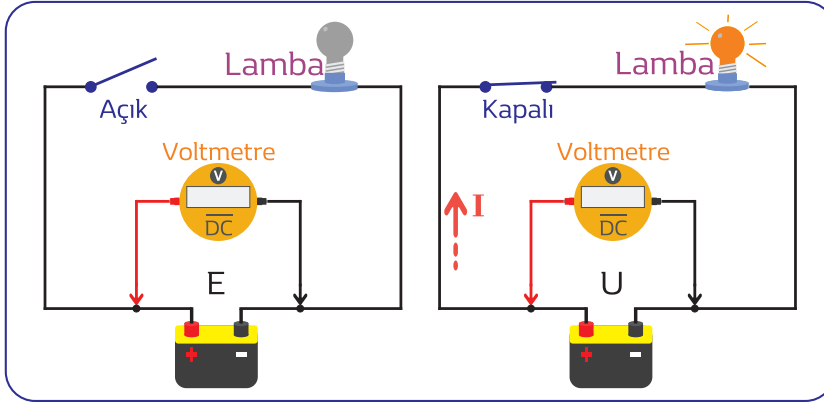 Lamba
Açık
Voltmetre
V
DC
E
+ -
Lamba
Kapalı
Voltmetre
V
DC
I
U
+ -